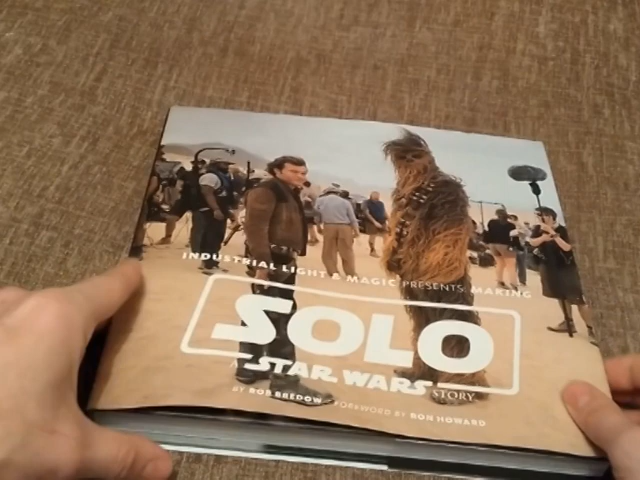 INDUSTRIAL LIGHT & MAGIC PRESENTS: MAKING
SOLO
A STAR WARS STORY
BY ROB BREDOW FOREWORD BY RON HOWARD